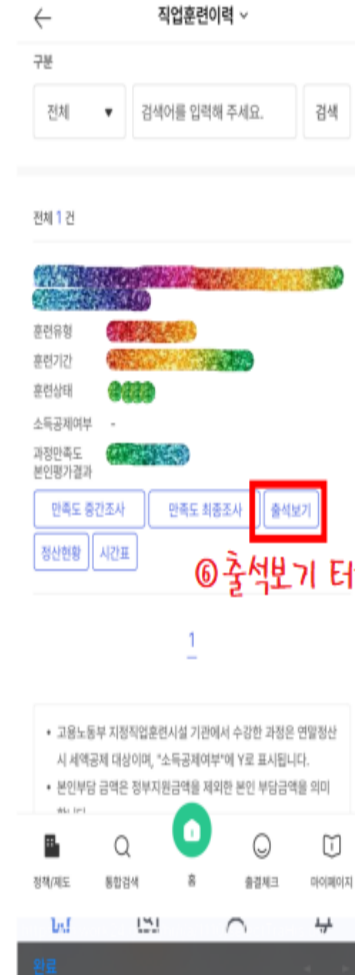 직업훈련이력
구분
전체 검색어를 입력해 주세요. 검색
전체 1 건
훈련유형
훈련기간
훈련상태
소득공제여부 -
과정만족도
본인평가결과
만족도 중간조사 만족도 최종조사 출석보기
정산현황 시간표
⑥출석보기
1
• 고용노동부 지정직업훈련시설 기관에서 수강한 과정은 연말정산
시 세액공제 대상이며, "소득공제여부"에 Y로 표시됩니다.
• 본인부담 금액은 정부지원금액을 제외한 본인 부담금액을 의미
정책/제도 통합검색 홈 출결체크 마이페이지
완료